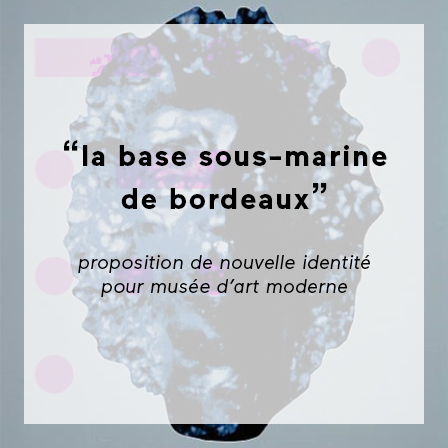 “la base sous-marine
de bordeaux”
proposition de nouvelle identité
pour musée d’art moderne